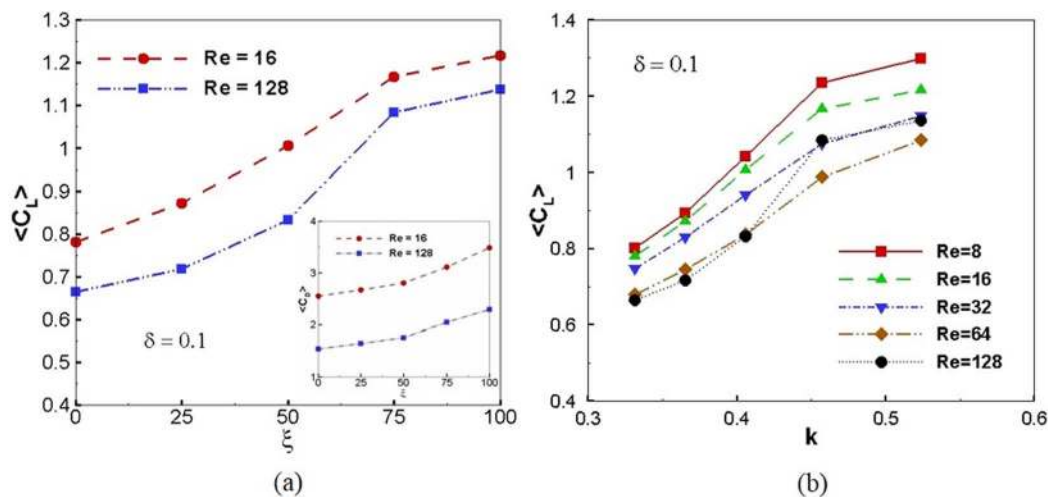 1.3
1.2
1.1
1
0.9
0.8
0.7
0.6
0.5
0.4
<C_L>
Re = 16
Re = 128
δ = 0.1
0 25 50 75 100
ξ
4
3
2
<C_D>
Re = 16
Re = 128
0 25 50 75 100
ξ
(a)
1.4
1.2
1
0.8
0.6
0.4
<C_L>
δ = 0.1
Re=8
Re=16
Re=32
Re=64
Re=128
0.3 0.4 0.5 0.6
k
(b)